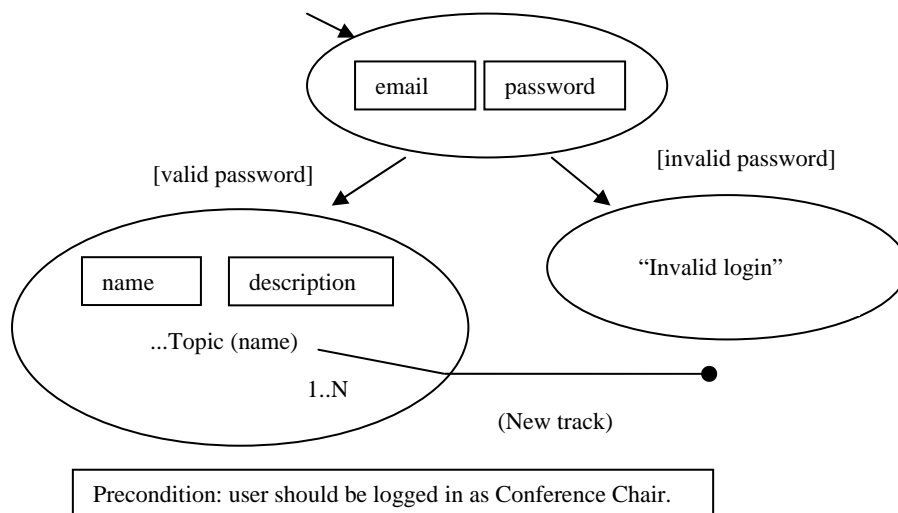 email password
[valid password] [invalid password]
name description
“Invalid login”
...Topic (name)
1..N
(New track)
Precondition: user should be logged in as Conference Chair.